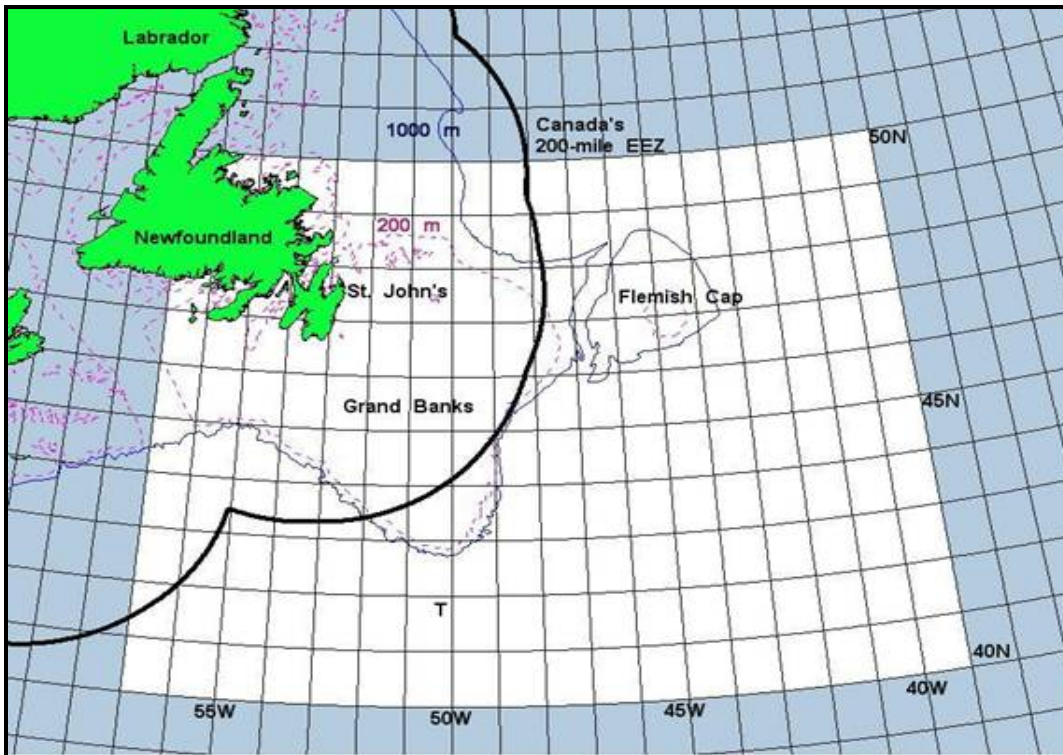 Labrador
1000 m
Canada's
200-mile EEZ
50N
200 m
Newfoundland
St. John's
Flemish Cap
Grand Banks
45N
T
40N
40W
45W
55W
50W